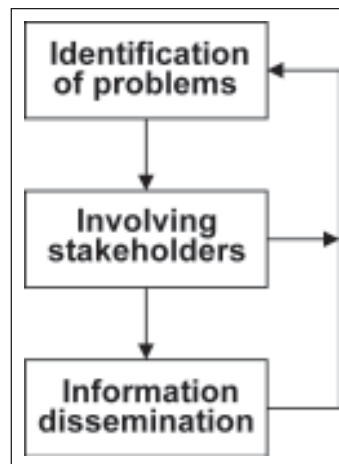 Identification
of problems
Involving
stakeholders
Information
dissemination